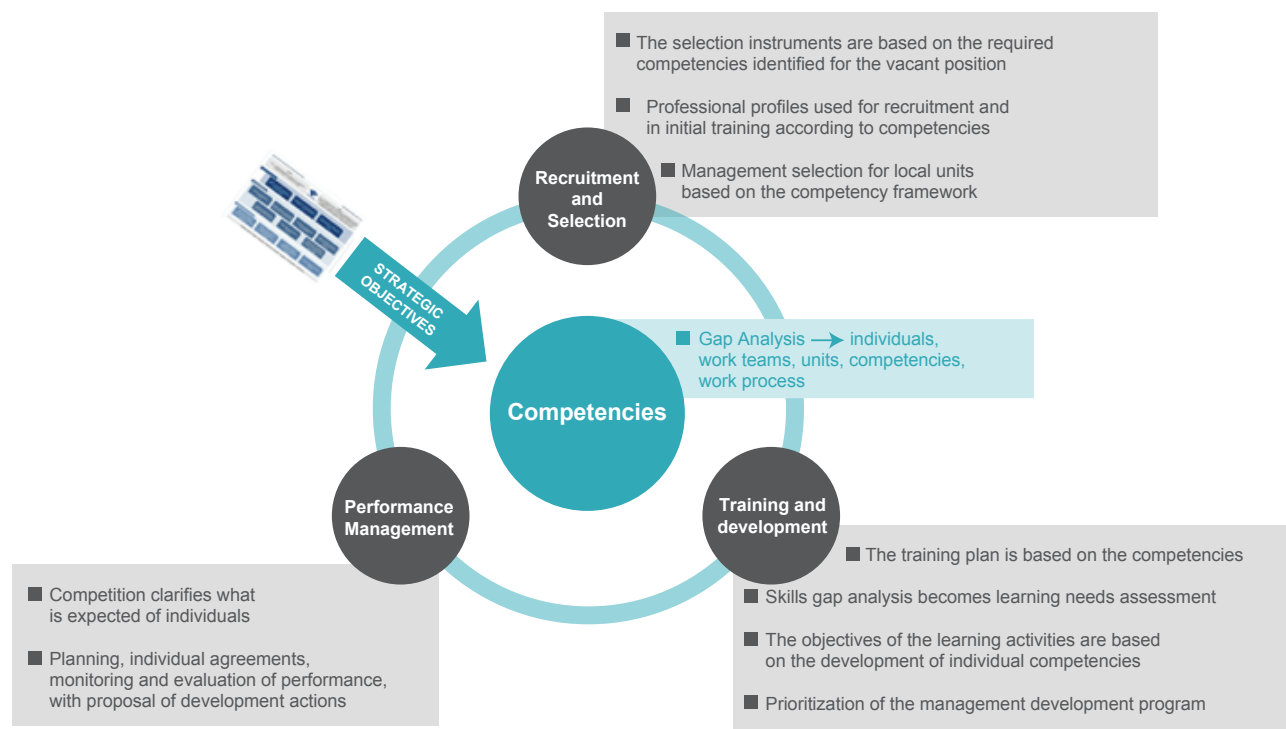 The selection instruments are based on the required
competencies identified for the vacant position
Professional profiles used for recruitment and
in initial training according to competencies
Management selection for local units
based on the competency framework
Recruitment
and
Selection
STRATEGIC
OBJECTIVES
Gap Analysis → individuals,
work teams, units, competencies,
work process
Competencies
Performance
Management
Training and
development
Competition clarifies what
is expected of individuals
Planning, individual agreements,
monitoring and evaluation of performance,
with proposal of development actions
The training plan is based on the competencies
Skills gap analysis becomes learning needs assessment
The objectives of the learning activities are based
on the development of individual competencies
Prioritization of the management development program